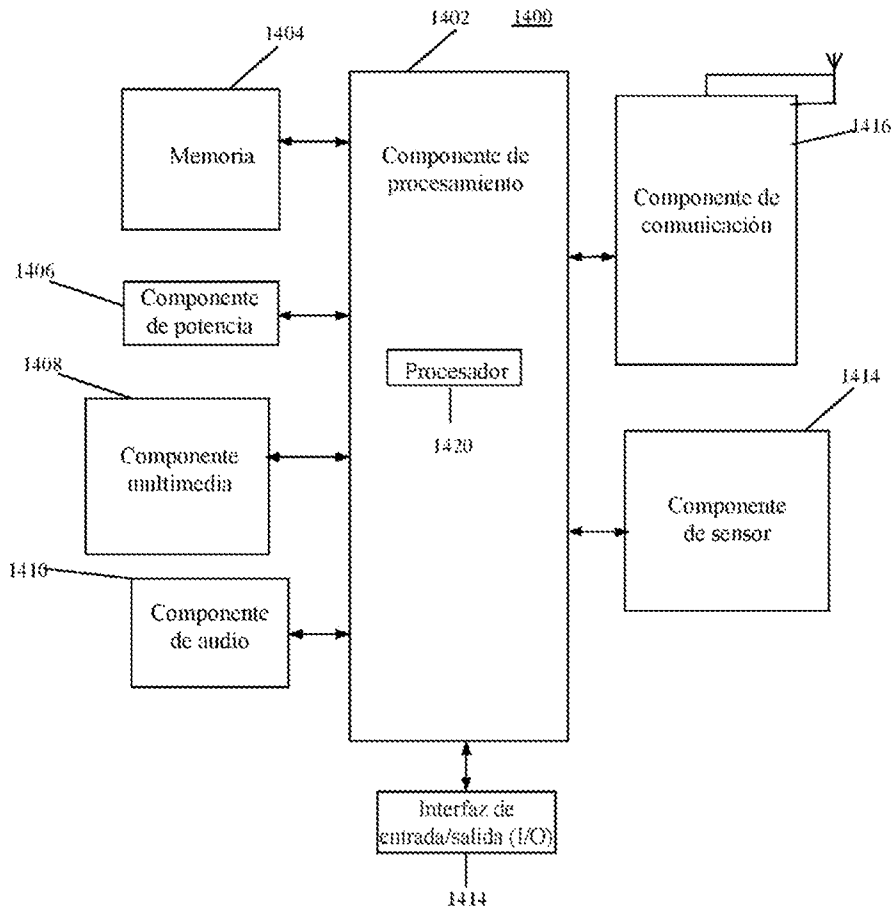 1402
1400
1404
Memoria
Componente de
procesamiento
1416
Componente de
comunicación
1406
Componente
de potencia
1408
Procesador
1420
1414
Componente
multimedia
Componente
de sensor
1410
Componente
de audio
Interfaz de
entrada/salida (I/O)
1414